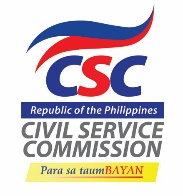 CSC
Republic of the Philippines
CIVIL SERVICE
COMMISSION
Para sa taumBAYAN